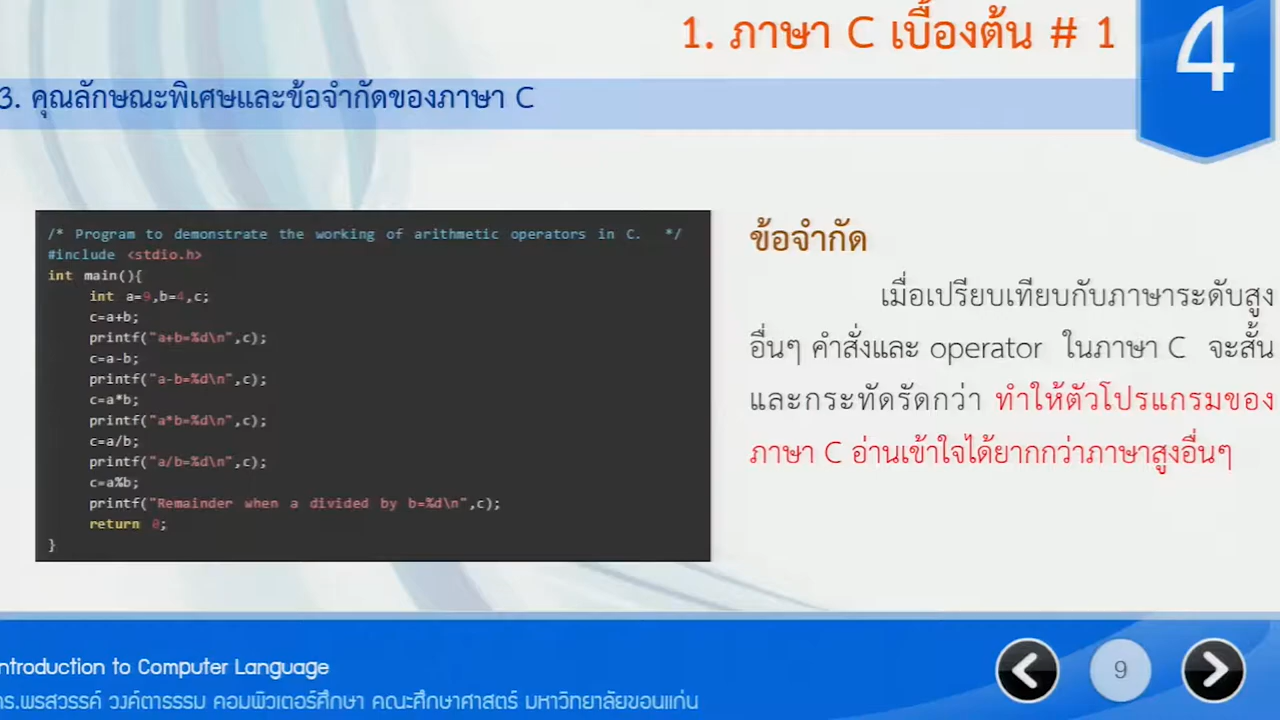 1. ภาษา C เบื้องต้น # 1
4
3. คุณลักษณะพิเศษและข้อจำกัดของภาษา C
/* Program to demonstrate the working of arithmetic operators in C. */
#include <stdio.h>
int main(){
int a=9,b=4,c;
c=a+b;
printf("a+b=%d\n",c);
c=a-b;
printf("a-b=%d\n",c);
c=a*b;
printf("a*b=%d\n",c);
c=a/b;
printf("a/b=%d\n",c);
c=a%b;
printf("Remainder when a divided by b=%d\n",c);
return 0;
}
ข้อจำกัด
เมื่อเปรียบเทียบกับภาษาระดับสูง
อื่นๆ คำสั่งและ operator ในภาษา C จะสั้น
และกระทัดรัดกว่า ทำให้ตัวโปรแกรมของ
ภาษา C อ่านเข้าใจได้ยากกว่าภาษาสูงอื่นๆ
ntroduction to Computer Language
ดร.พรสวรรค์ วงค์ตาธรรม คอมพิวเตอร์ศึกษา คณะศึกษาศาสตร์ มหาวิทยาลัยขอนแก่น
9